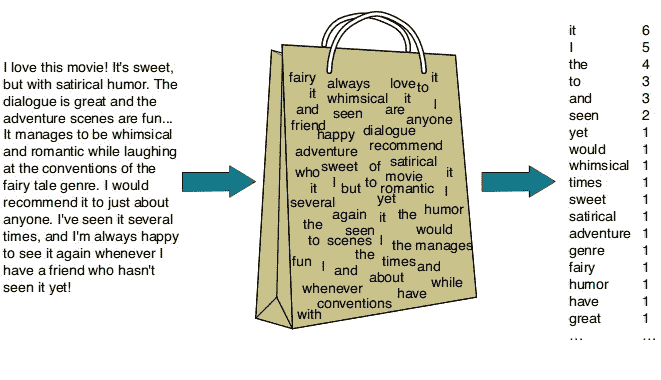 I love this movie! It's sweet,
but with satirical humor. The
dialogue is great and the
adventure scenes are fun...
It manages to be whimsical
and romantic while laughing
at the conventions of the
fairy tale genre. I would
recommend it to just about
anyone. I've seen it several
times, and I'm always happy
to see it again whenever I
have a friend who hasn't
seen it yet!
fairy always love to it
it whimsical it I
and seen are anyone
friend happy dialogue
adventure recommend
who sweet of satirical
it I but to movie romantic it I
several yet
the again it the humor
seen would
to scenes I the manages
fun I and the times and
whenever about while
conventions have
with
it 6
I 5
the 4
to 3
and 3
seen 2
yet 1
would 1
whimsical 1
times 1
sweet 1
satirical 1
adventure 1
genre 1
fairy 1
humor 1
have 1
great 1
... ...